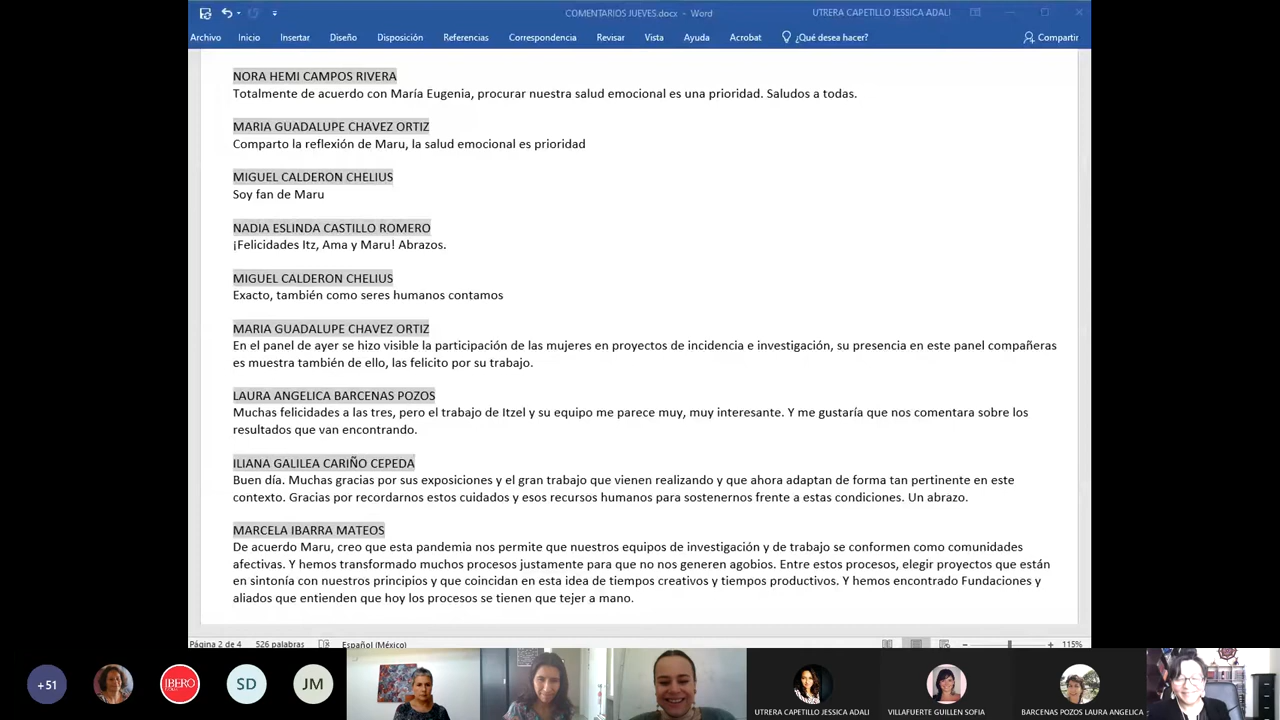 COMENTARIOS JUEVES.docx - Word
UTRERA CAPETILLO JESSICA ADALI
Archivo Inicio Insertar Diseño Disposición Referencias Correspondencia Revisar Vista Ayuda Acrobat ¿Qué desea hacer? Compartir
NORA HEMI CAMPOS RIVERA
Totalmente de acuerdo con María Eugenia, procurar nuestra salud emocional es una prioridad. Saludos a todas.
MARIA GUADALUPE CHAVEZ ORTIZ
Comparto la reflexión de Maru, la salud emocional es prioridad
MIGUEL CALDERON CHELIUS
Soy fan de Maru
NADIA ESLINDA CASTILLO ROMERO
¡Felicidades Itz, Ama y Maru! Abrazos.
MIGUEL CALDERON CHELIUS
Exacto, también como seres humanos contamos
MARIA GUADALUPE CHAVEZ ORTIZ
En el panel de ayer se hizo visible la participación de las mujeres en proyectos de incidencia e investigación, su presencia en este panel compañeras
es muestra también de ello, las felicito por su trabajo.
LAURA ANGELICA BARCENAS POZOS
Muchas felicidades a las tres, pero el trabajo de Itzel y su equipo me parece muy, muy interesante. Y me gustaría que nos comentara sobre los
resultados que van encontrando.
ILIANA GALILEA CARIÑO CEPEDA
Buen día. Muchas gracias por sus exposiciones y el gran trabajo que vienen realizando y que ahora adaptan de forma tan pertinente en este
contexto. Gracias por recordarnos estos cuidados y esos recursos humanos para sostenernos frente a estas condiciones. Un abrazo.
MARCELA IBARRA MATEOS
De acuerdo Maru, creo que esta pandemia nos permite que nuestros equipos de investigación y de trabajo se conformen como comunidades
afectivas. Y hemos transformado muchos procesos justamente para que no nos generen agobios. Entre estos procesos, elegir proyectos que están
en sintonía con nuestros principios y que coincidan en esta idea de tiempos creativos y tiempos productivos. Y hemos encontrado Fundaciones y
aliados que entienden que hoy los procesos se tienen que tejer a mano.
Página 2 de 4 526 palabras Español (México) 115%
+51 IBERO SD JM
UTRERA CAPETILLO JESSICA ADALI VILLAFUERTE GUILLEN SOFIA BARCENAS POZOS LAURA ANGELICA